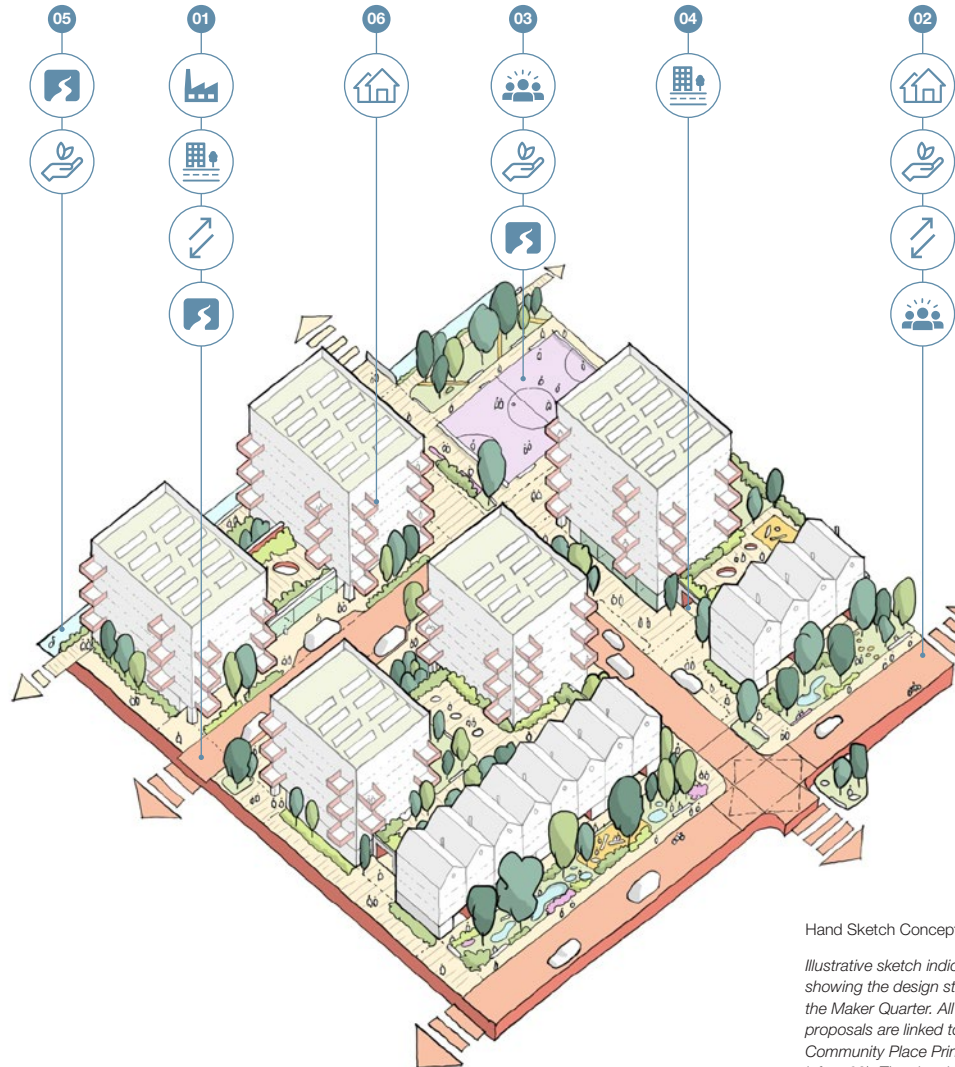 05 01 06 03 04 02
Hand Sketch Concept
Illustrative sketch indic
showing the design st
the Maker Quarter. All
proposals are linked to
Community Place Prin